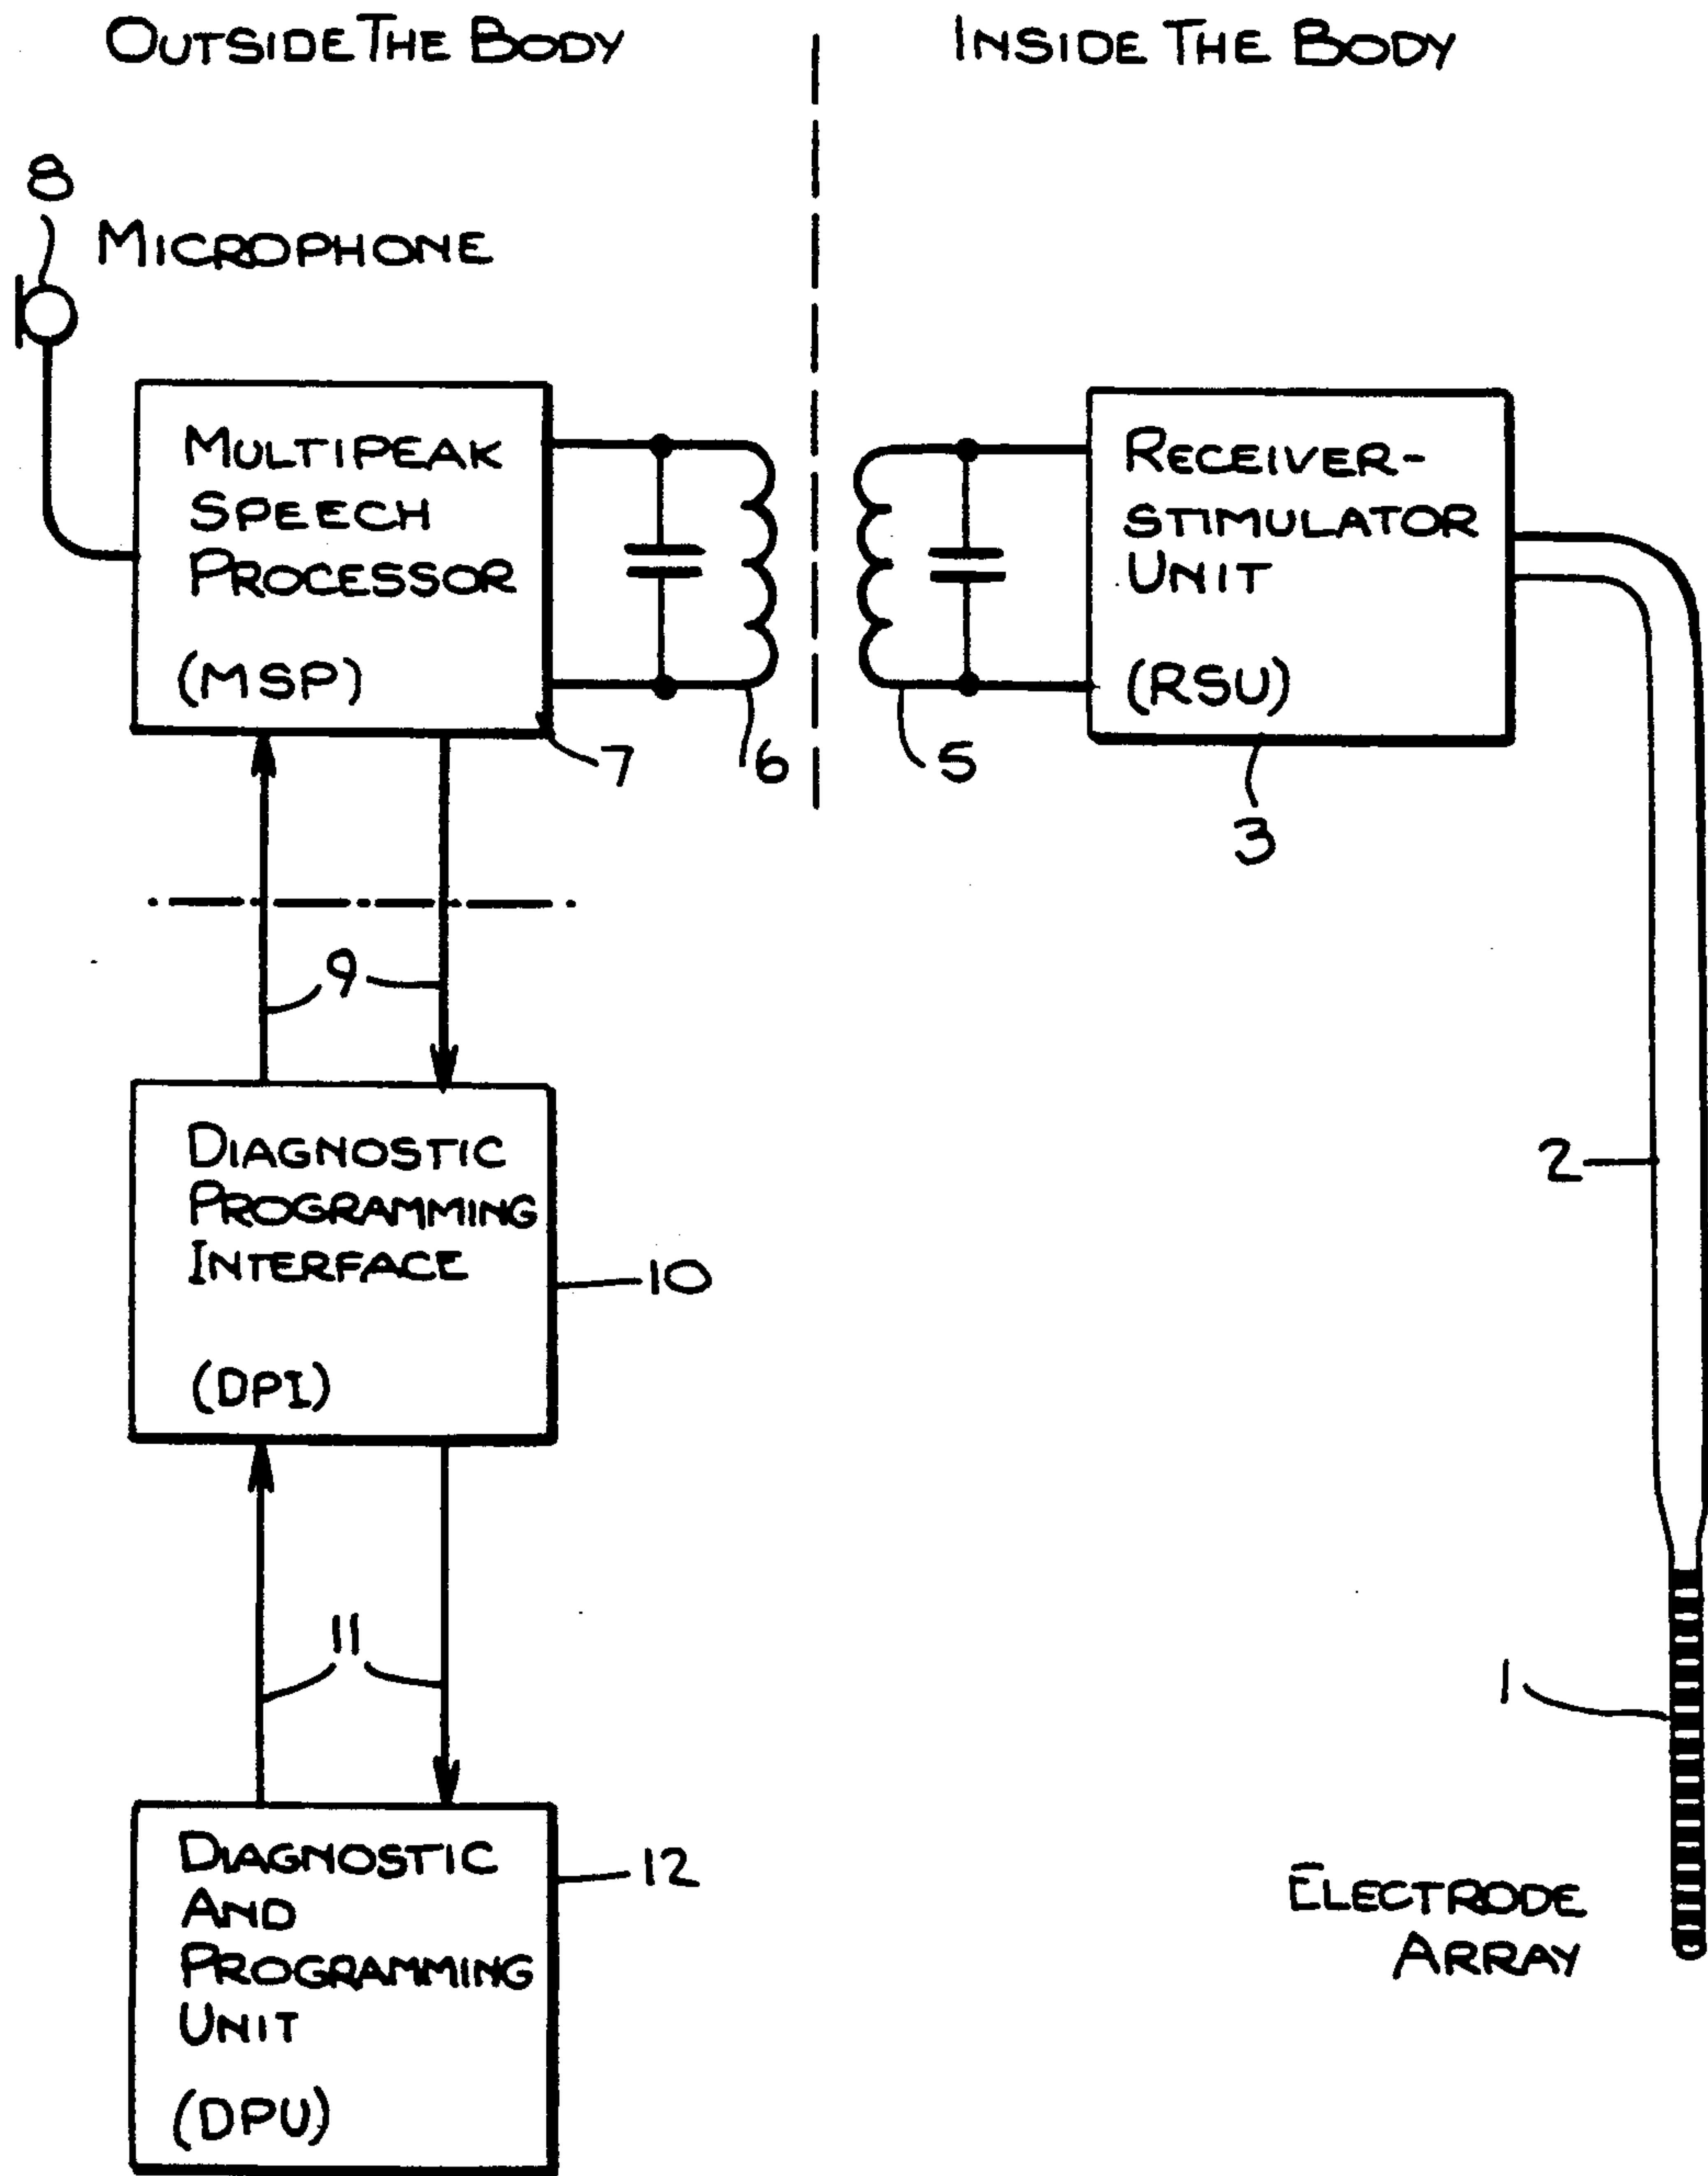 OUTSIDE THE BODY
INSIDE THE BODY
8
MICROPHONE
MULTIPEAK
SPEECH
PROCESSOR
(MSP)
RECEIVER-
STIMULATOR
UNIT
(RSU)
7
6
5
3
9
DIAGNOSTIC
PROGRAMMING
INTERFACE
(DPI)
10
2
11
1
DIAGNOSTIC
AND
PROGRAMMING
UNIT
(DPU)
12
ELECTRODE
ARRAY